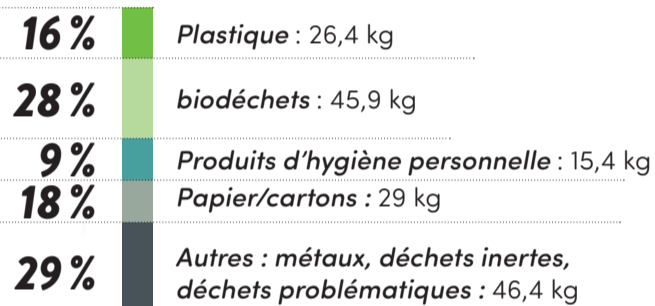 16 % Plastique : 26,4 kg
28 % biodéchets : 45,9 kg
9 % Produits d’hygiène personnelle : 15,4 kg
18 % Papier/cartons : 29 kg
29 % Autres : métaux, déchets inertes,
déchets problématiques : 46,4 kg